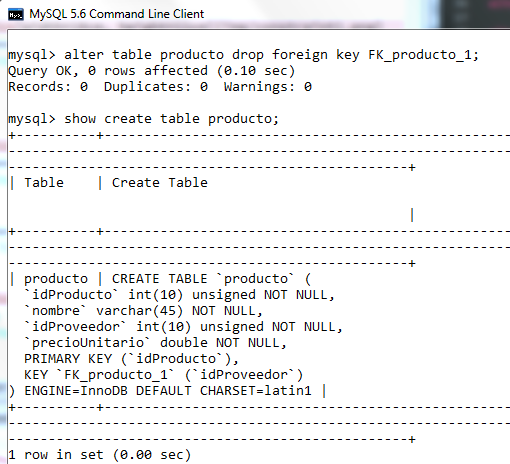 MySQL 5.6 Command Line Client
mysql> alter table producto drop foreign key FK_producto_1;
Query OK, 0 rows affected (0.10 sec)
Records: 0  Duplicates: 0  Warnings: 0
mysql> show create table producto;
+----------+---------------------------------------------------
---------------------------------------------------------------
--------------------------------------------------+
| Table    | Create Table
|
+----------+---------------------------------------------------
---------------------------------------------------------------
--------------------------------------------------+
| producto | CREATE TABLE `producto` (
  `idProducto` int(10) unsigned NOT NULL,
  `nombre` varchar(45) NOT NULL,
  `idProveedor` int(10) unsigned NOT NULL,
  `precioUnitario` double NOT NULL,
  PRIMARY KEY (`idProducto`),
  KEY `FK_producto_1` (`idProveedor`)
) ENGINE=InnoDB DEFAULT CHARSET=latin1 |
+----------+---------------------------------------------------
---------------------------------------------------------------
--------------------------------------------------+
1 row in set (0.00 sec)